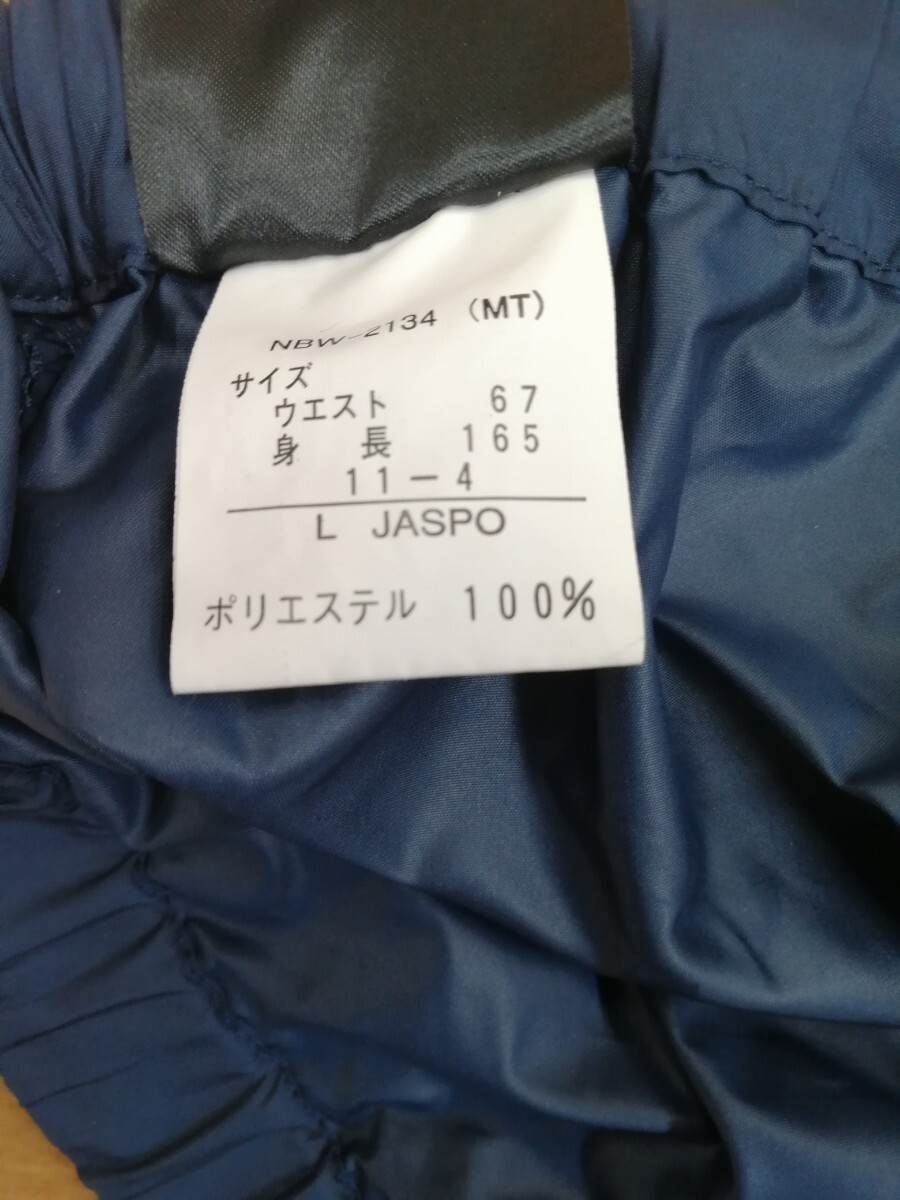 NBW-2134 (MT)
サイズ
ウエスト 67
身長 165
11-4
L JASPO
ポリエステル 100%